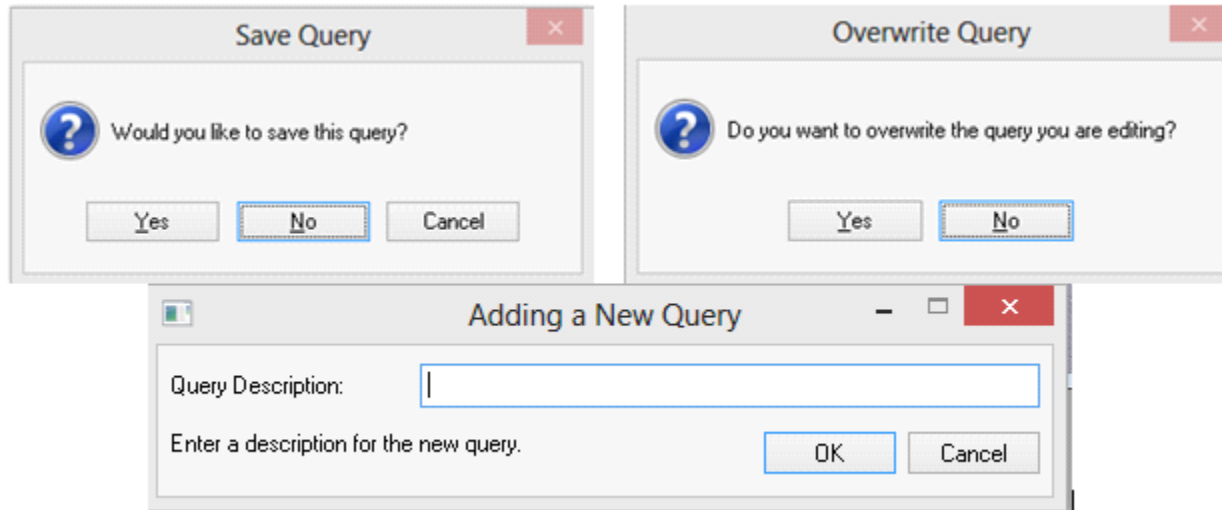 Save Query
Would you like to save this query?
Yes No Cancel
Overwrite Query
Do you want to overwrite the query you are editing?
Yes No
Adding a New Query
Query Description:
Enter a description for the new query.
OK Cancel